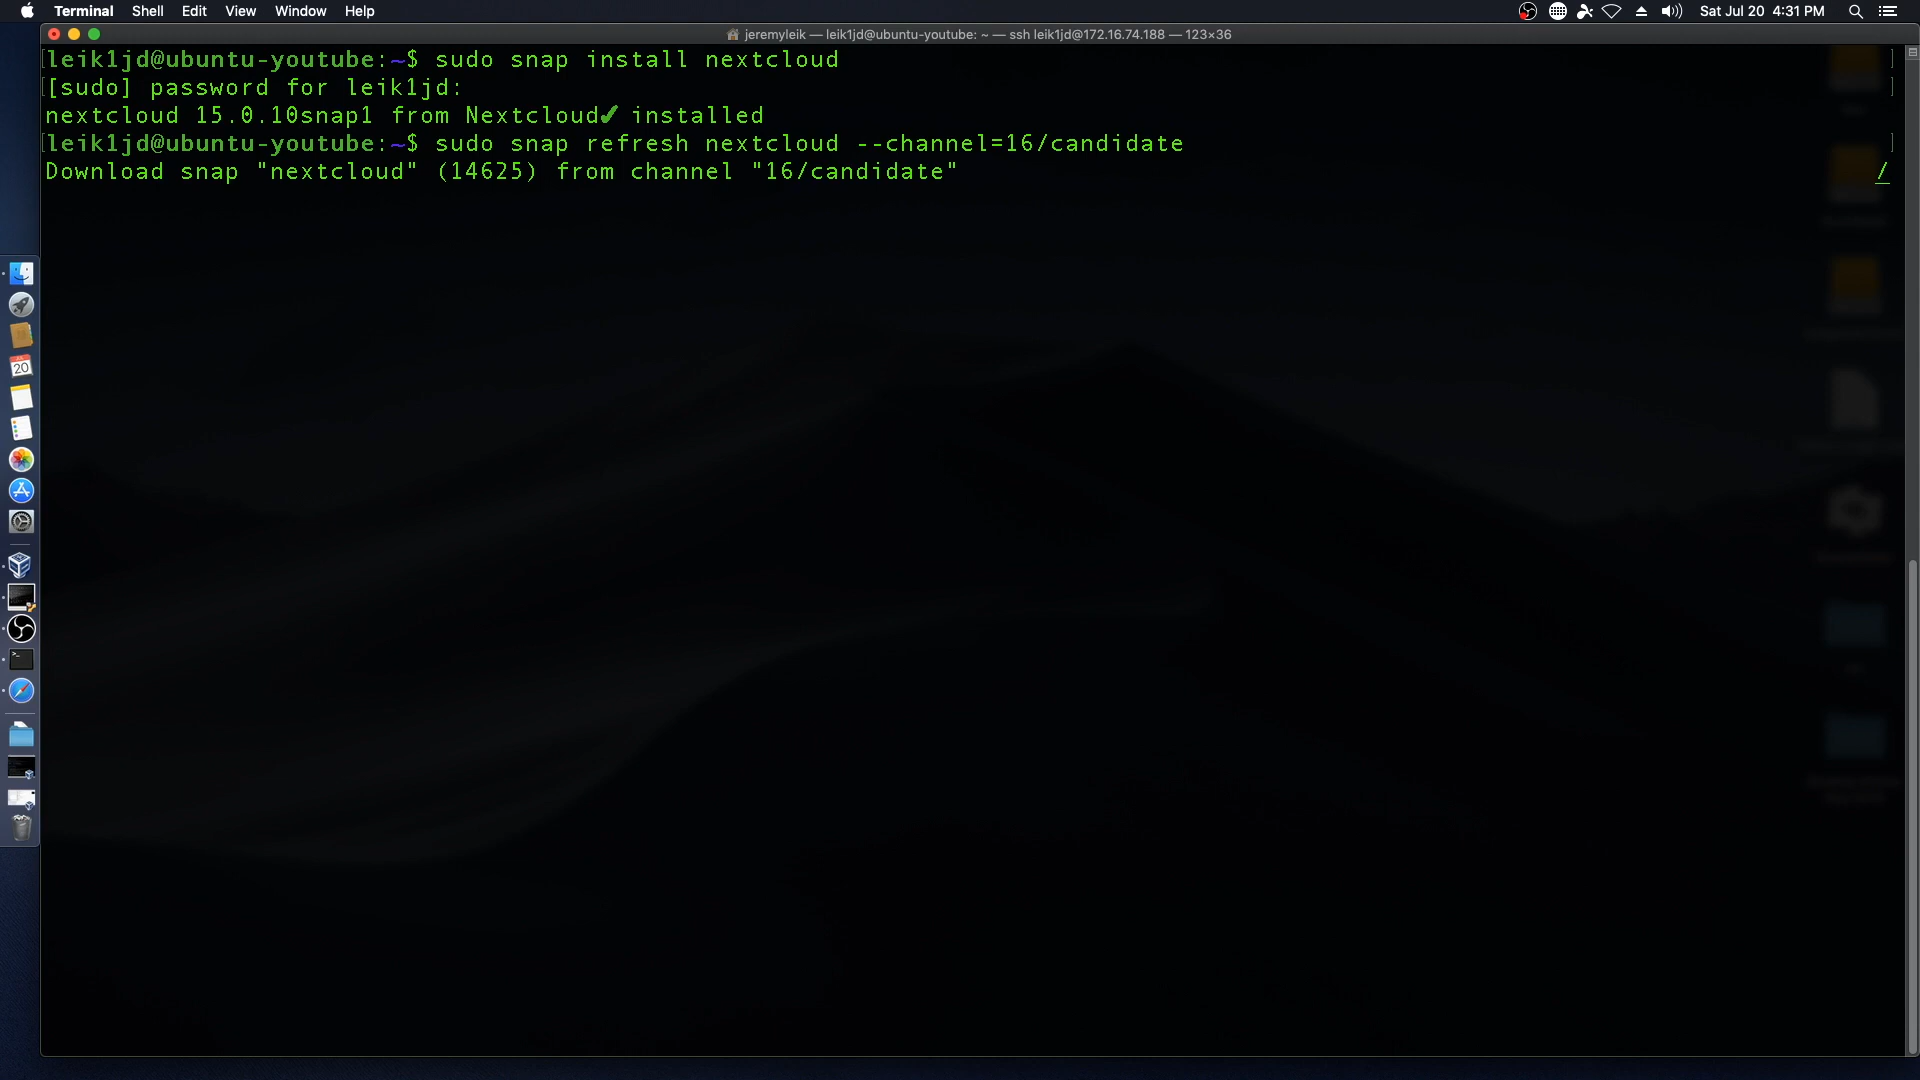 Terminal Shell Edit View Window Help Sat Jul 20 4:31 PM
jeremyleik — leik1jd@ubuntu-youtube: ~ — ssh leik1jd@172.16.74.188 — 123×36
[leik1jd@ubuntu-youtube:~$ sudo snap install nextcloud ]
[[sudo] password for leik1jd: ]
nextcloud 15.0.10snap1 from Nextcloud✓ installed
[leik1jd@ubuntu-youtube:~$ sudo snap refresh nextcloud --channel=16/candidate ]
Download snap "nextcloud" (14625) from channel "16/candidate" /
20